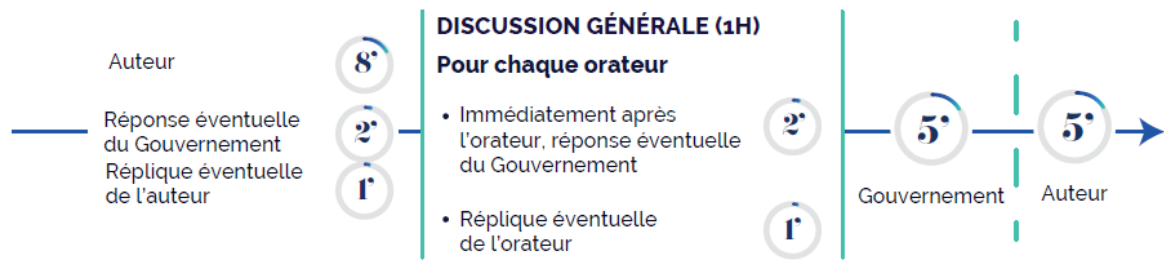 Auteur
8'
Réponse éventuelle
du Gouvernement
2'
Réplique éventuelle
de l'auteur
1'
DISCUSSION GÉNÉRALE (1H)
Pour chaque orateur
• Immédiatement après
l'orateur, réponse éventuelle
du Gouvernement
2'
• Réplique éventuelle
de l'orateur
1'
5'
Gouvernement
5'
Auteur